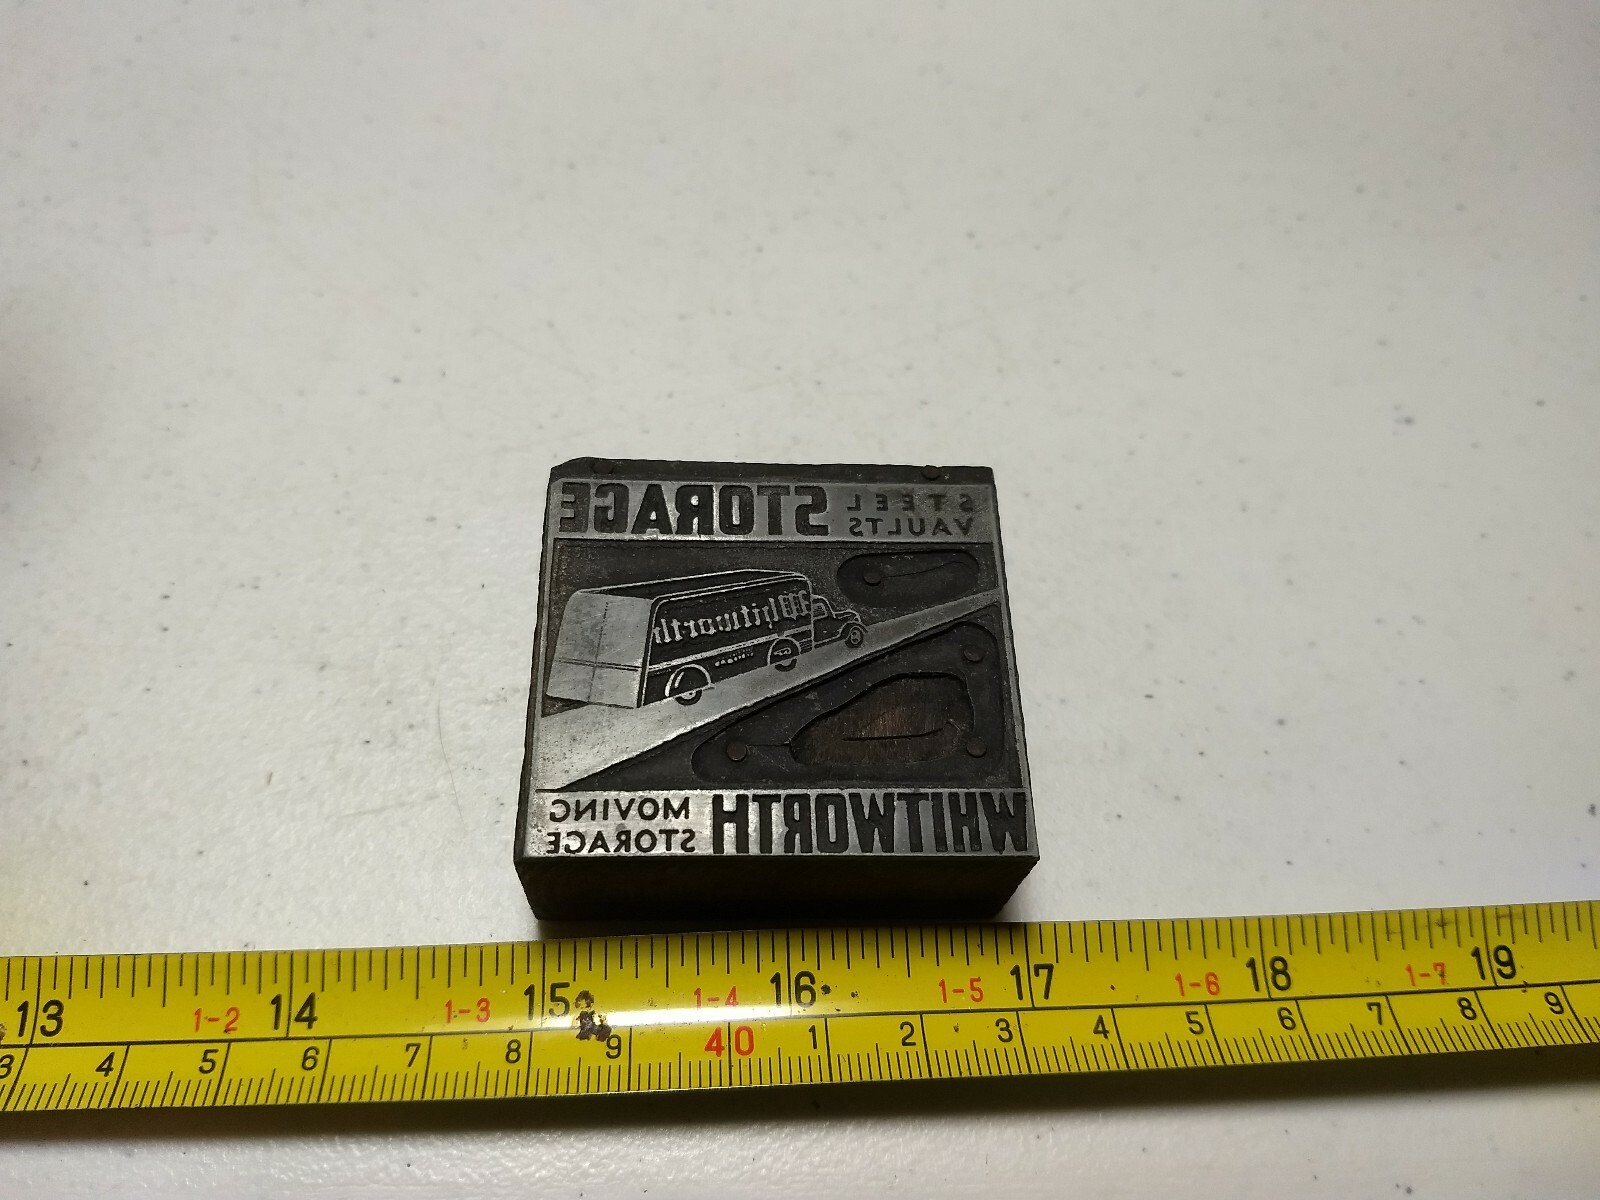 STEEL VAULTS STORAGE
Whitworth
WHITWORTH MOVING STORAGE
13 1-2 14 1-3 15 1-4 16 1-5 17 1-6 18 1-7 19
3 4 5 6 7 8 9 40 1 2 3 4 5 6 7 8 9